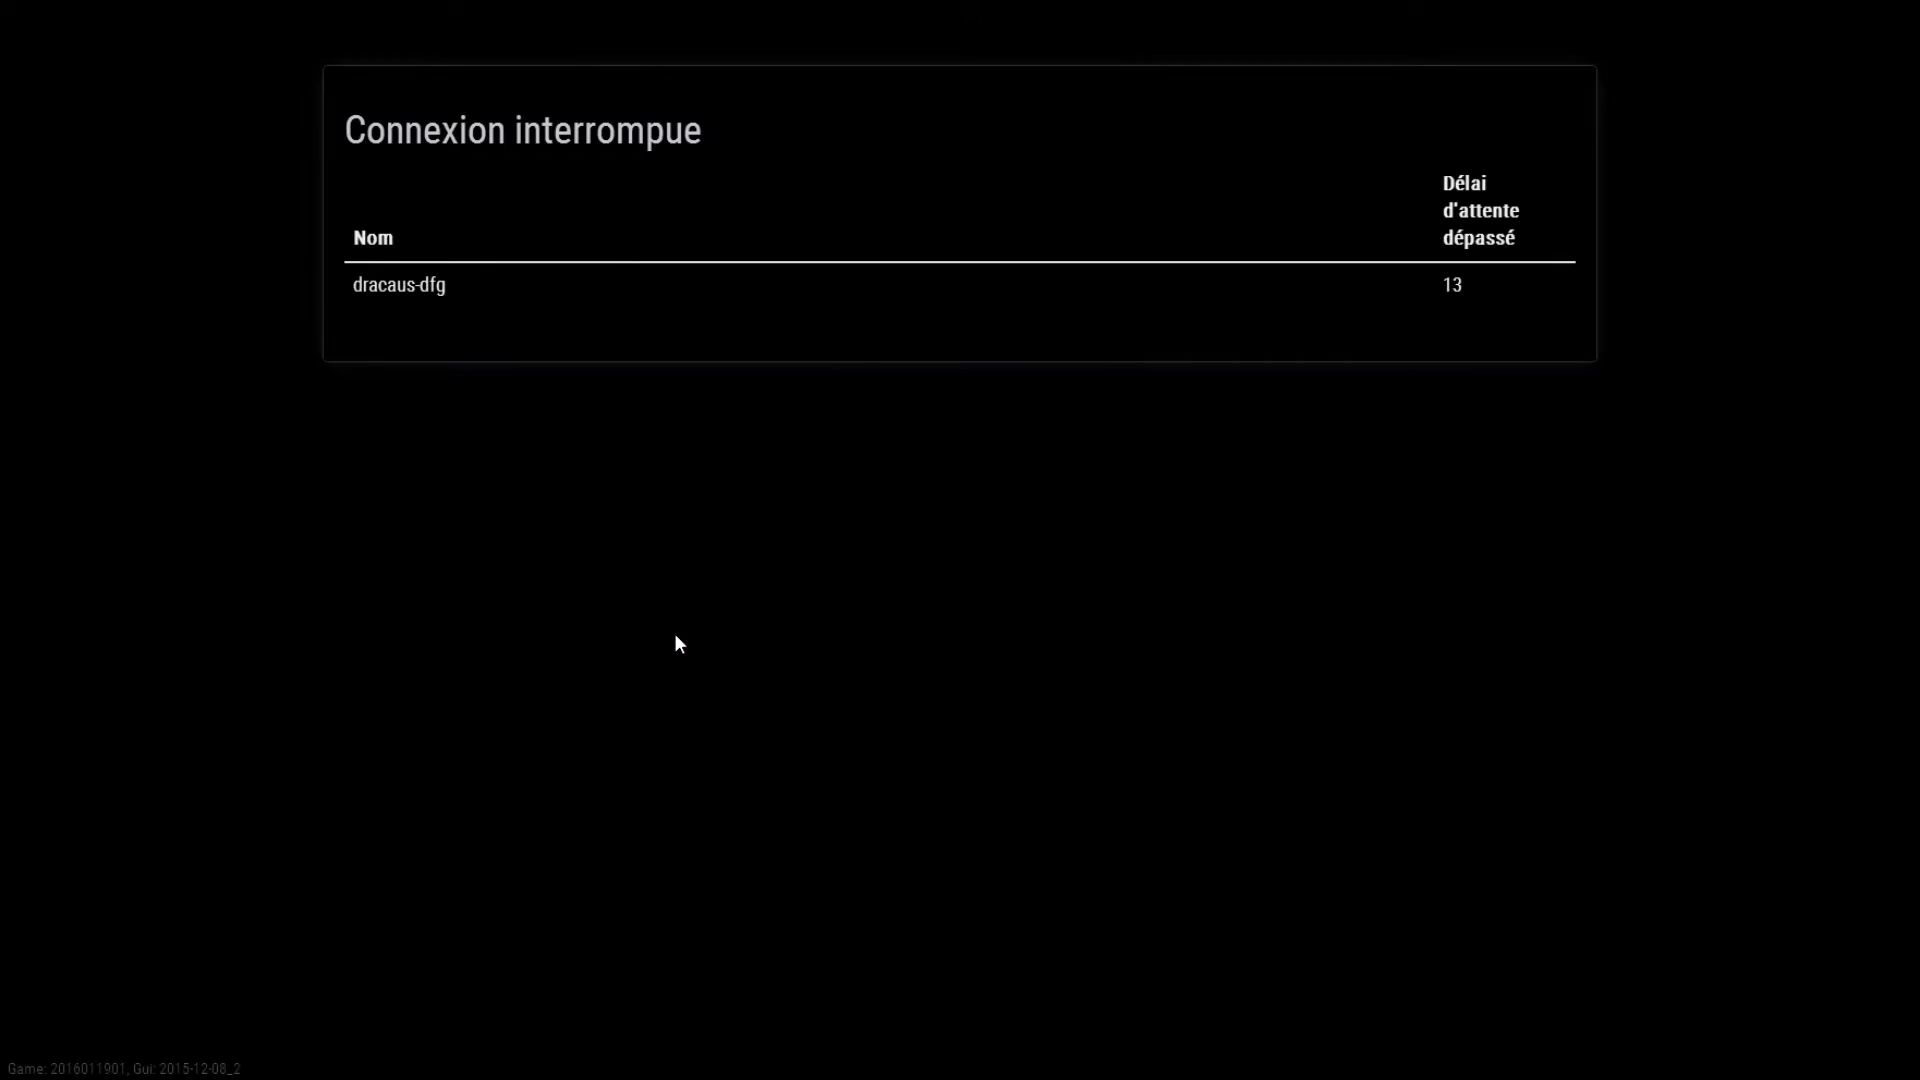 Connexion interrompue
Nom
Délai
d'attente
dépassé
dracaus-dfg
13
Game: 2016011901, Gui: 2015-12-08_2